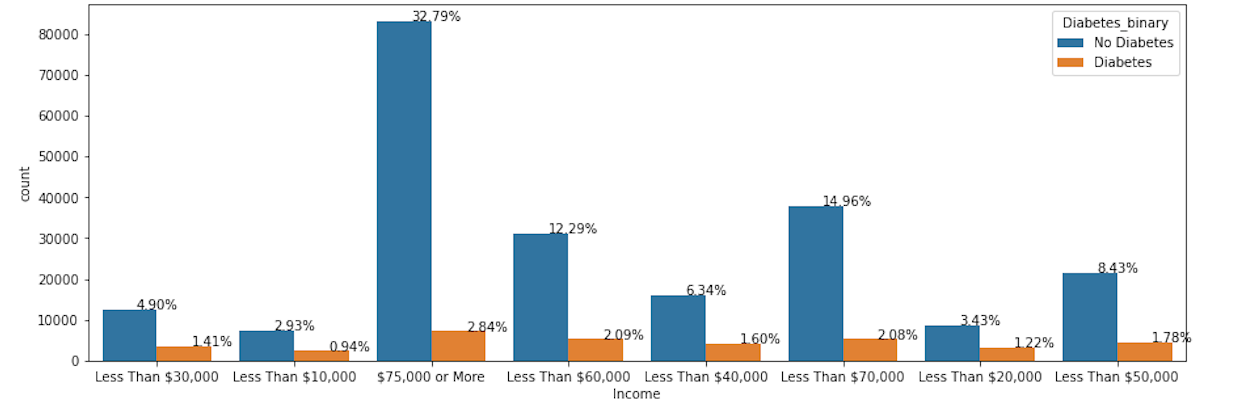 32.79%
Diabetes_binary
No Diabetes
Diabetes
80000
70000
60000
50000
40000
30000
20000
10000
0
count
4.90%
1.41%
2.93%
0.94%
2.84%
12.29%
2.09%
6.34%
1.60%
14.96%
2.08%
3.43%
1.22%
8.43%
1.78%
Less Than $30,000
Less Than $10,000
$75,000 or More
Less Than $60,000
Less Than $40,000
Less Than $70,000
Less Than $20,000
Less Than $50,000
Income